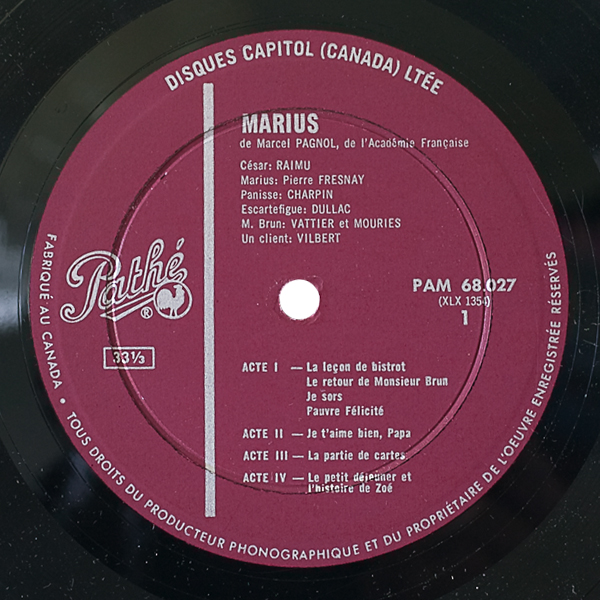 DISQUES CAPITOL (CANADA) LTÉE
MARIUS
de Marcel PAGNOL, de l'Académie Française
César: RAIMU
Marius: Pierre FRESNAY
Panisse: CHARPIN
Escartefigue: DULLAC
M. Brun: VATTIER et MOURIES
Un client: VILBERT
Pathé
®
33 1/3
PAM 68.027
(XLX 1354)
1
ACTE I — La leçon de bistrot
Le retour de Monsieur Brun
Je sors
Pauvre Félicité
ACTE II — Je t'aime bien, Papa
ACTE III — La partie de cartes
ACTE IV — Le petit déjeuner et
l'histoire de Zoé
FABRIQUÉ AU CANADA • TOUS DROITS DU PRODUCTEUR PHONOGRAPHIQUE ET DU PROPRIÉTAIRE DE L'OEUVRE ENREGISTRÉE RÉSERVÉS